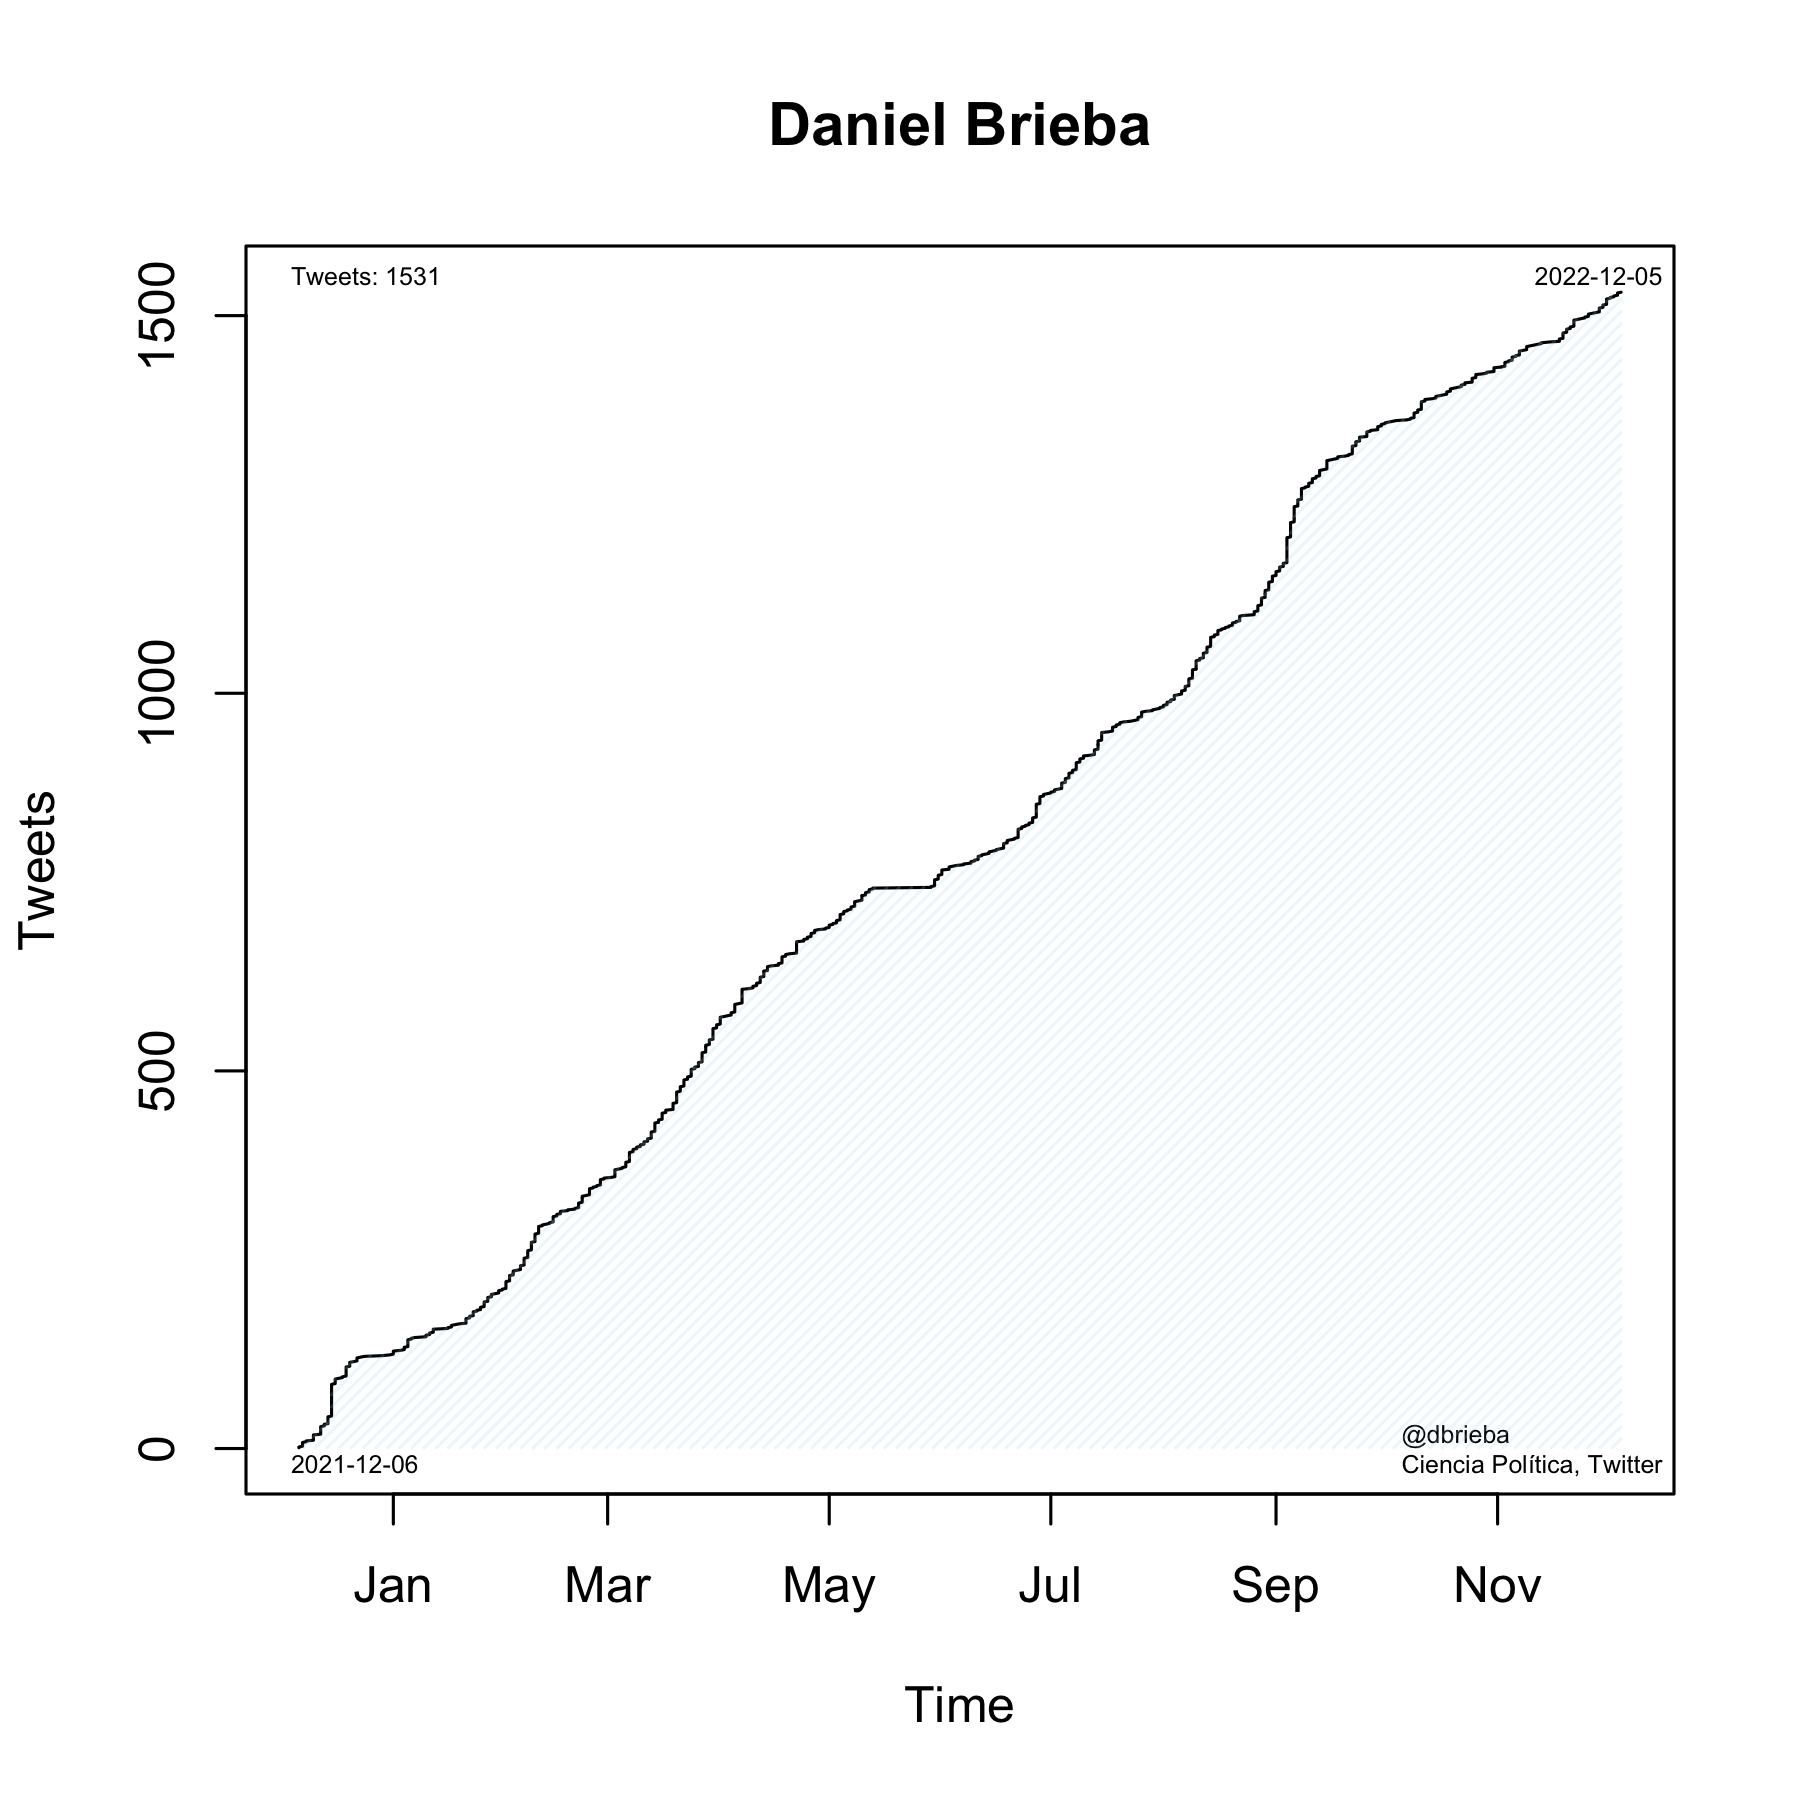 Daniel Brieba
Tweets: 1531
2022-12-05
1500
1000
500
0
Tweets
@dbrieba
Ciencia Política, Twitter
2021-12-06
Jan Mar May Jul Sep Nov
Time